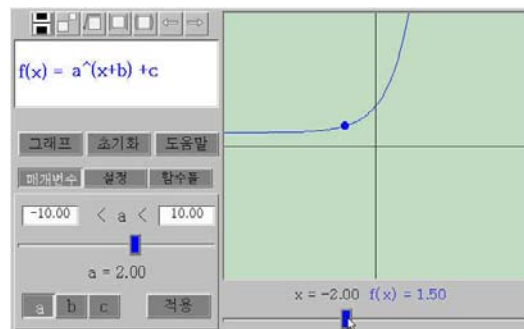 f(x) = a^(x+b) +c
그래프 초기화 도움말
매개변수 설정 함수들
-10.00 < a < 10.00
a = 2.00
a b c 적용
x = -2.00 f(x) = 1.50